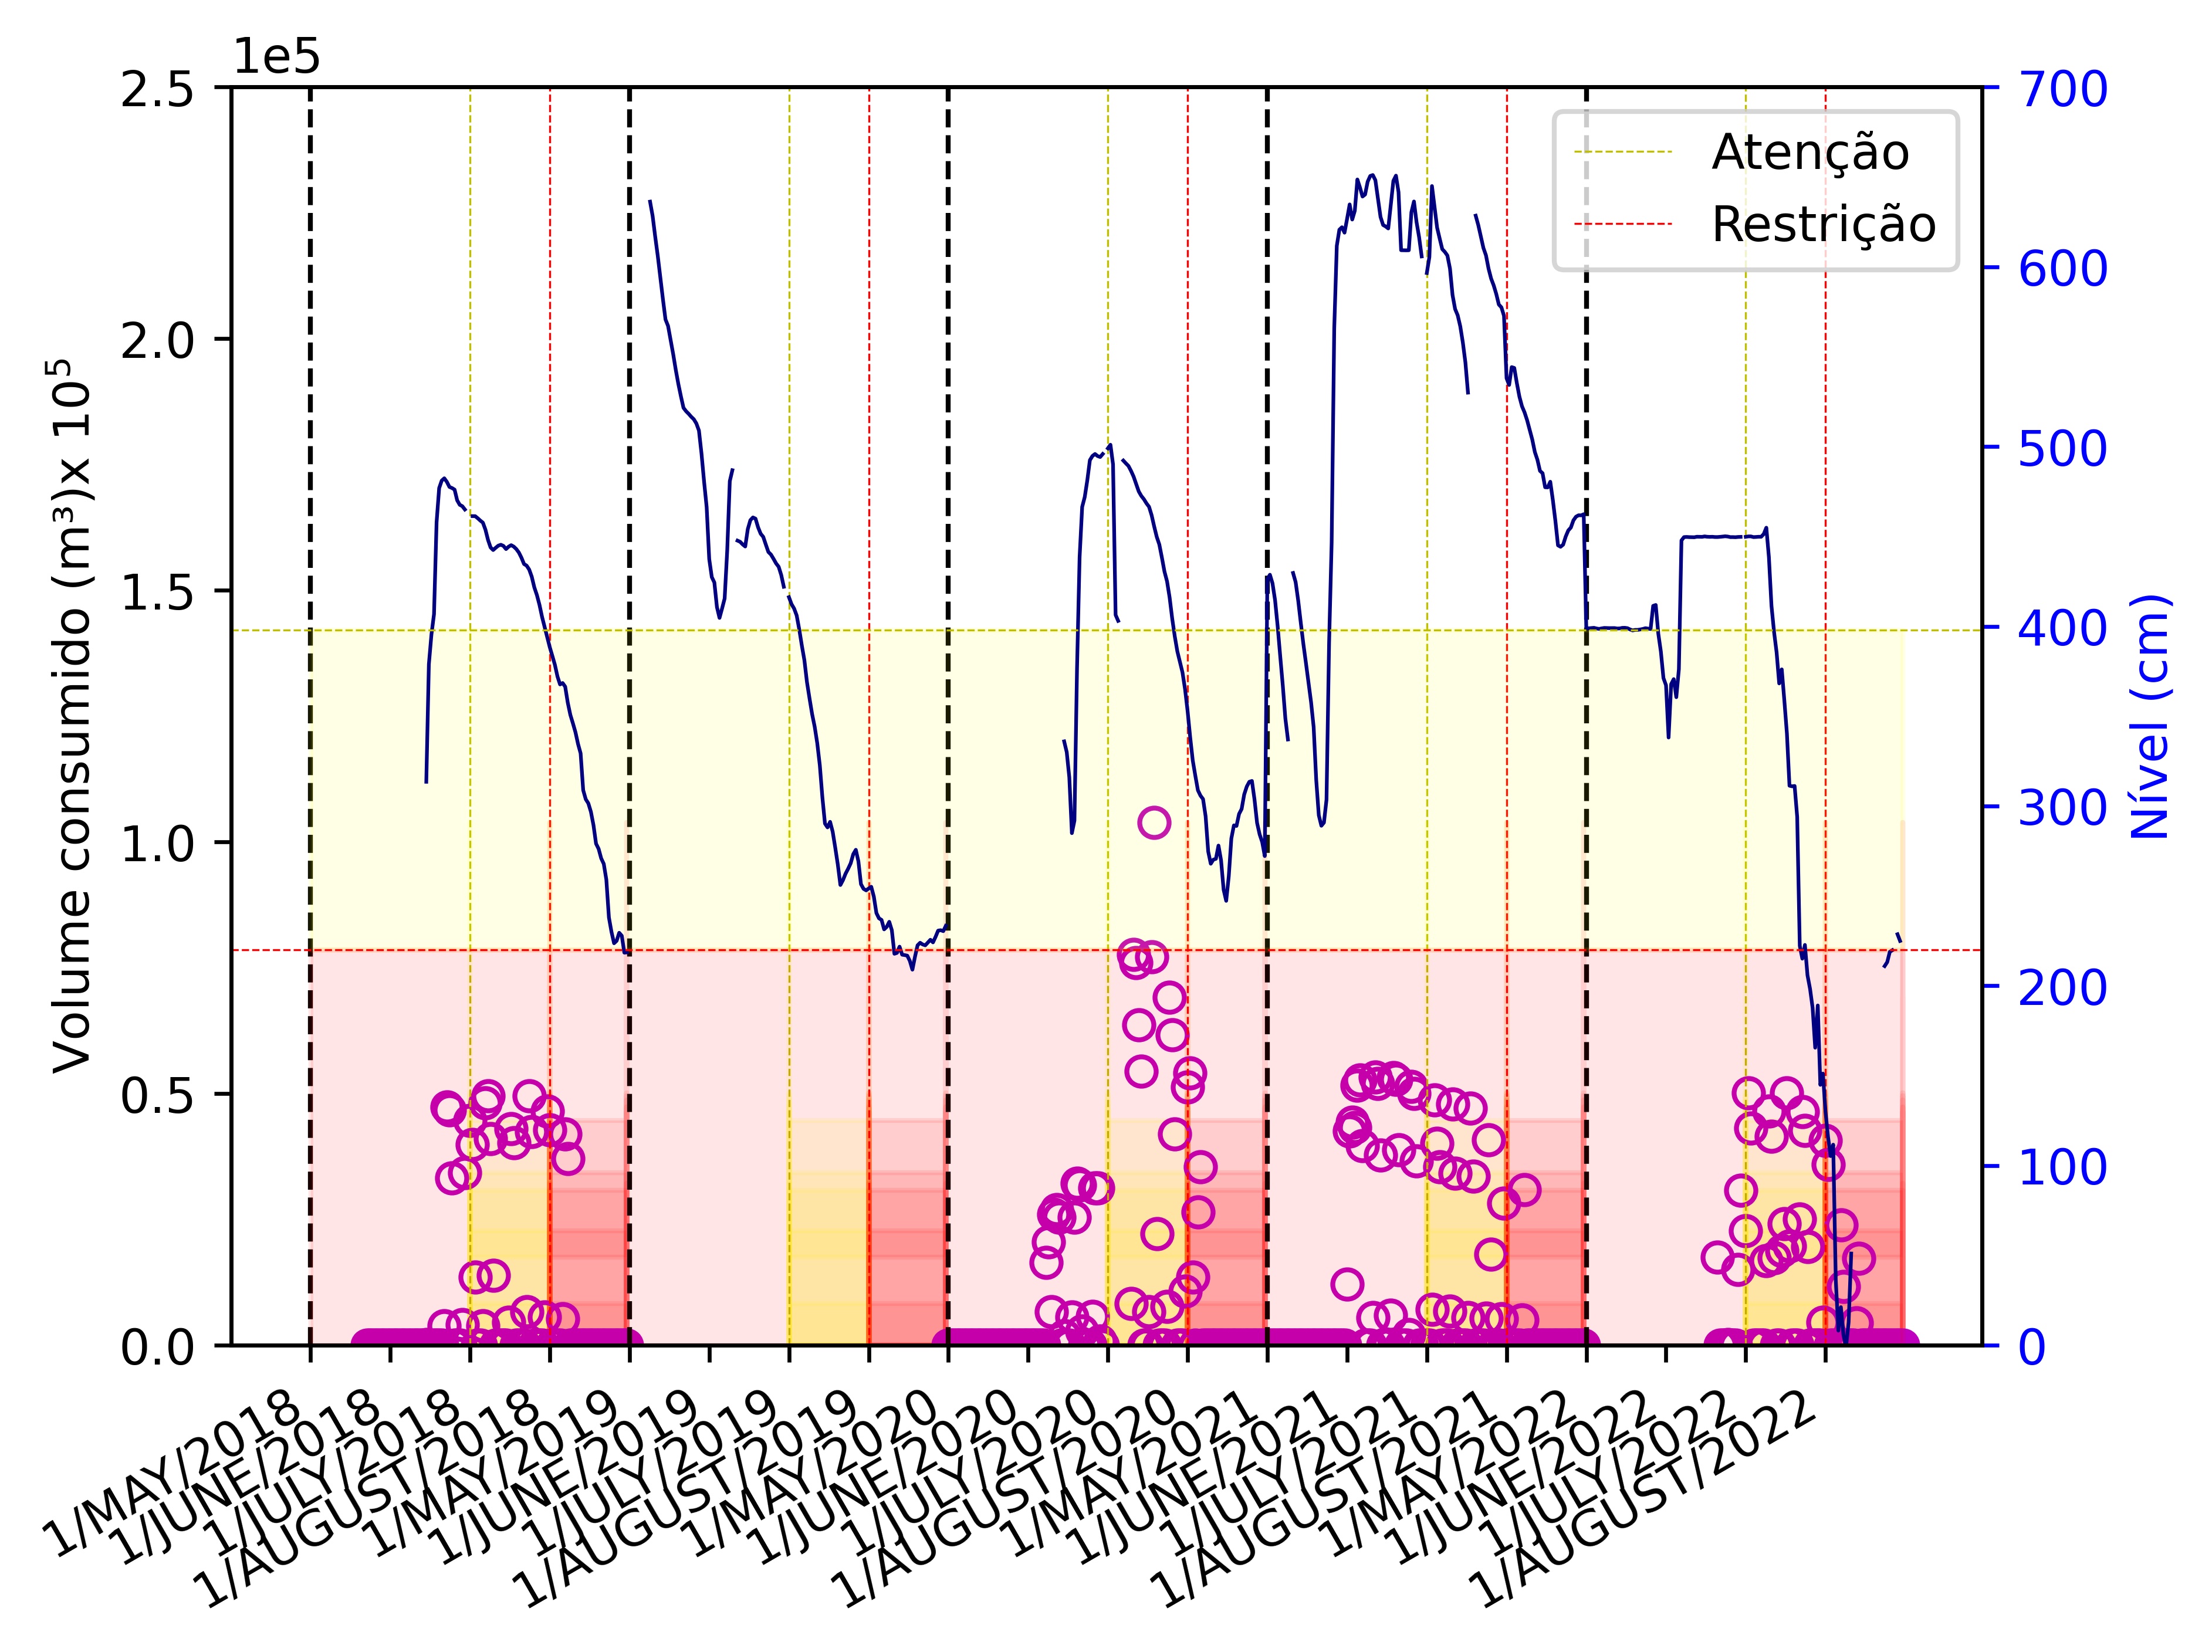 1e5
2.5
2.0
1.5
1.0
0.5
0.0
Volume consumido (m³)x 10⁵
700
600
500
400
300
200
100
0
Nível (cm)
Atenção
Restrição
1/MAY/2018
1/JUNE/2018
1/JULY/2018
1/AUGUST/2018
1/MAY/2019
1/JUNE/2019
1/JULY/2019
1/AUGUST/2019
1/MAY/2020
1/JUNE/2020
1/JULY/2020
1/AUGUST/2020
1/MAY/2021
1/JUNE/2021
1/JULY/2021
1/AUGUST/2021
1/MAY/2022
1/JUNE/2022
1/JULY/2022
1/AUGUST/2022